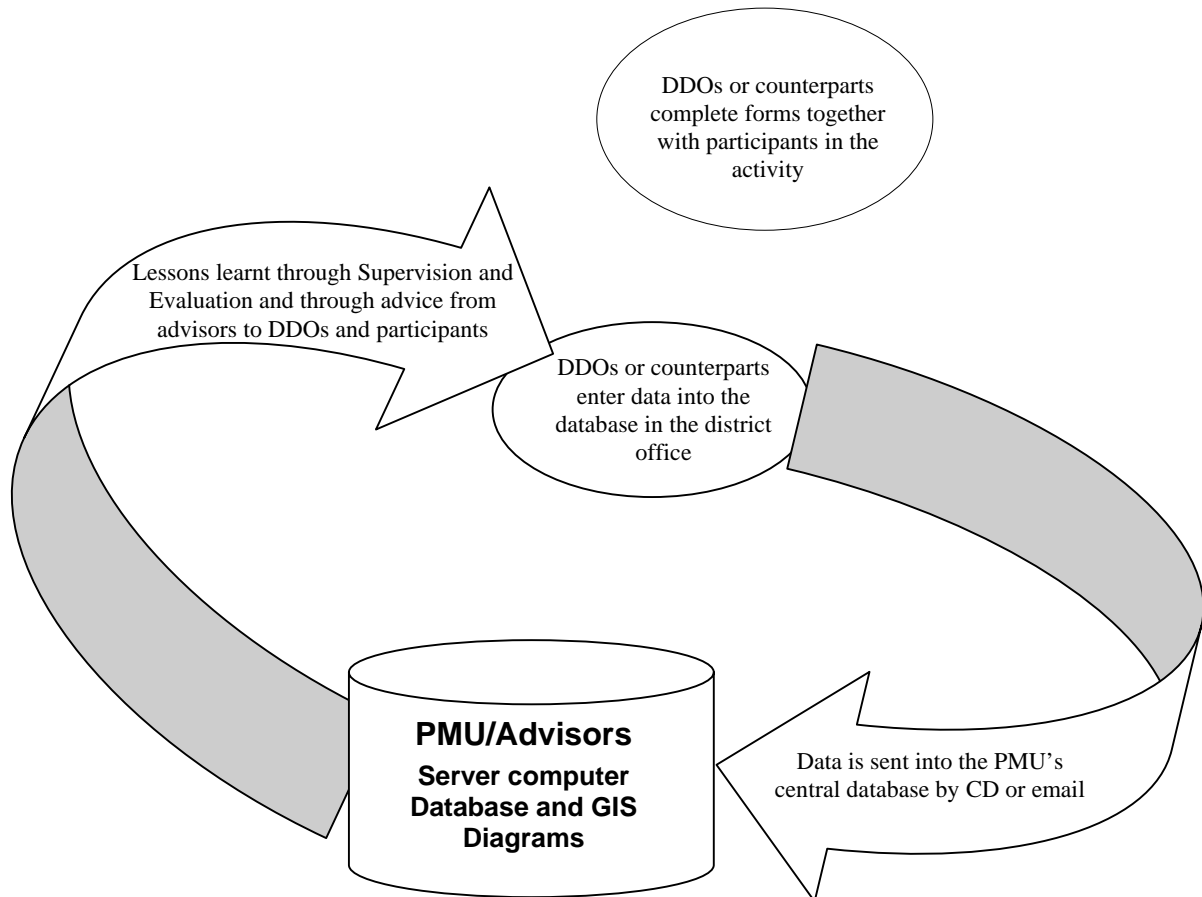 DDOs or counterparts
complete forms together
with participants in the
activity
Lessons learnt through Supervision and
Evaluation and through advice from
advisors to DDOs and participants
DDOs or counterparts
enter data into the
database in the district
office
PMU/Advisors
Server computer
Database and GIS
Diagrams
Data is sent into the PMU’s
central database by CD or email